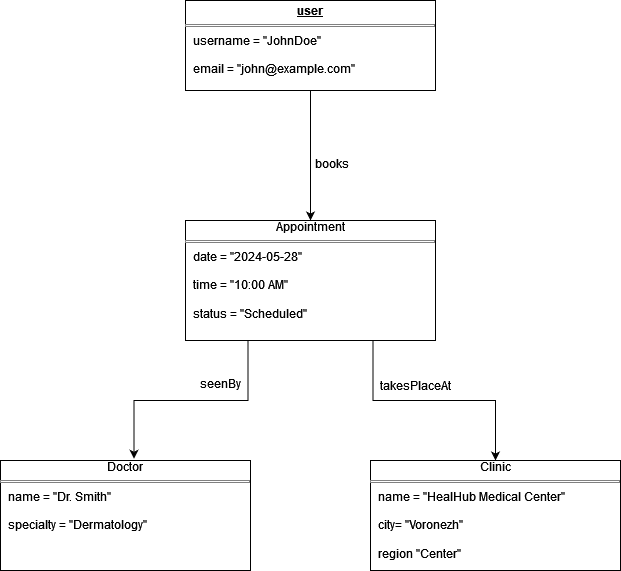 user
username = "JohnDoe"
email = "john@example.com"
books
Appointment
date = "2024-05-28"
time = "10:00 AM"
status = "Scheduled"
seenBy
takesPlaceAt
Doctor
name = "Dr. Smith"
specialty = "Dermatology"
Clinic
name = "HealHub Medical Center"
city= "Voronezh"
region "Center"